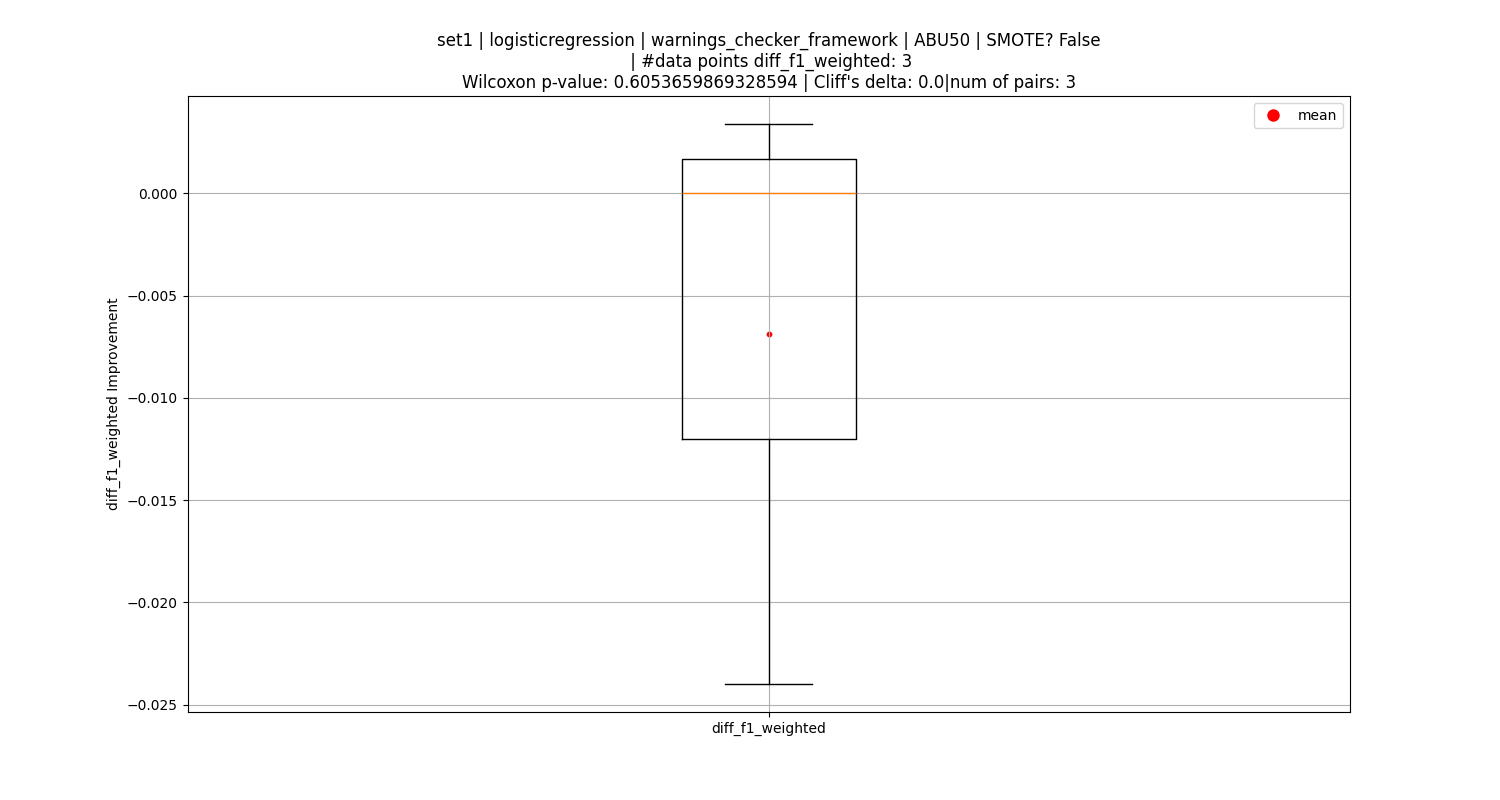 set1 | logisticregression | warnings_checker_framework | ABU50 | SMOTE? False
| #data points diff_f1_weighted: 3
Wilcoxon p-value: 0.6053659869328594 | Cliff's delta: 0.0|num of pairs: 3
mean
0.000
−0.005
−0.010
−0.015
−0.020
−0.025
diff_f1_weighted Improvement
diff_f1_weighted